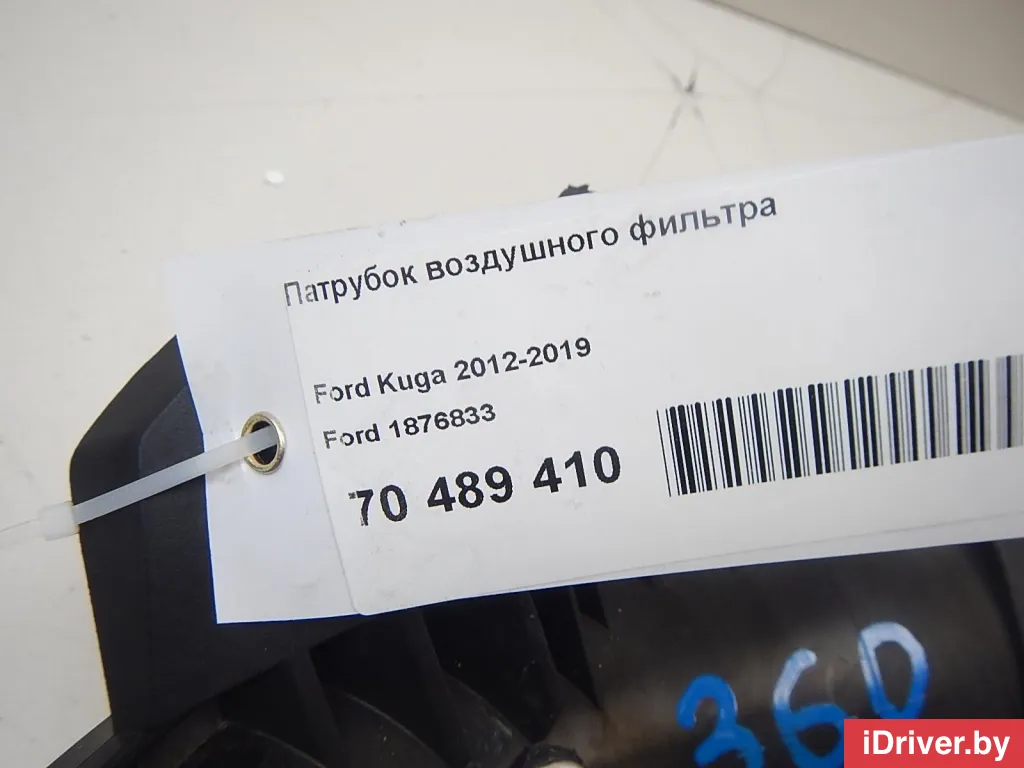 Патрубок воздушного фильтра
Ford Kuga 2012-2019
Ford 1876833
70 489 410
360
iDriver.by